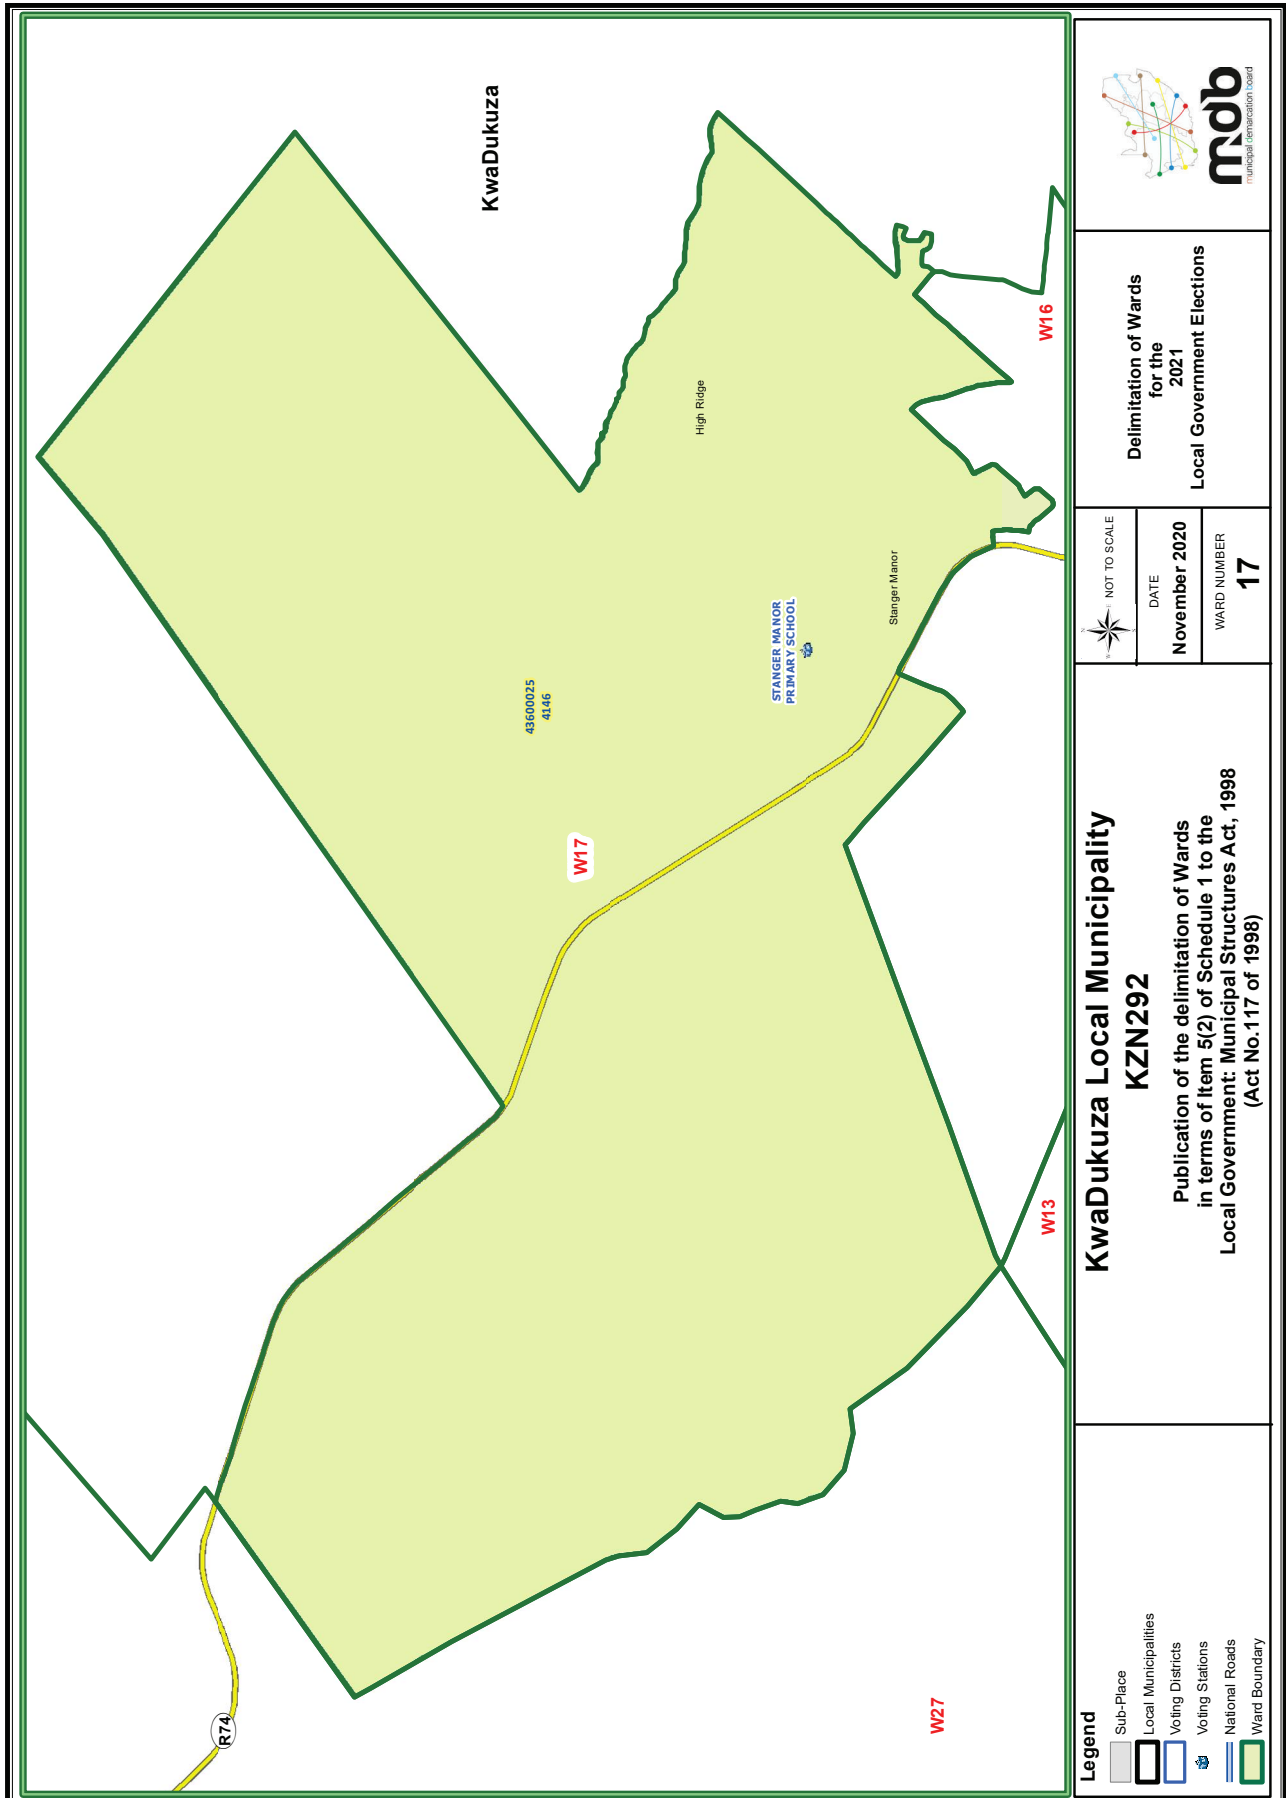 KwaDukuza
High Ridge
Stanger Manor
STANGER MANOR
PRIMARY SCHOOL
43600025
4146
W17
W16
W13
W27
R74
Legend
Sub-Place
Local Municipalities
Voting Districts
Voting Stations
National Roads
Ward Boundary
KwaDukuza Local Municipality
KZN292
Publication of the delimitation of Wards
in terms of Item 5(2) of Schedule 1 to the
Local Government: Municipal Structures Act, 1998
(Act No.117 of 1998)
NOT TO SCALE
DATE
November 2020
WARD NUMBER
17
Delimitation of Wards
for the
2021
Local Government Elections
mdb
municipal demarcation board